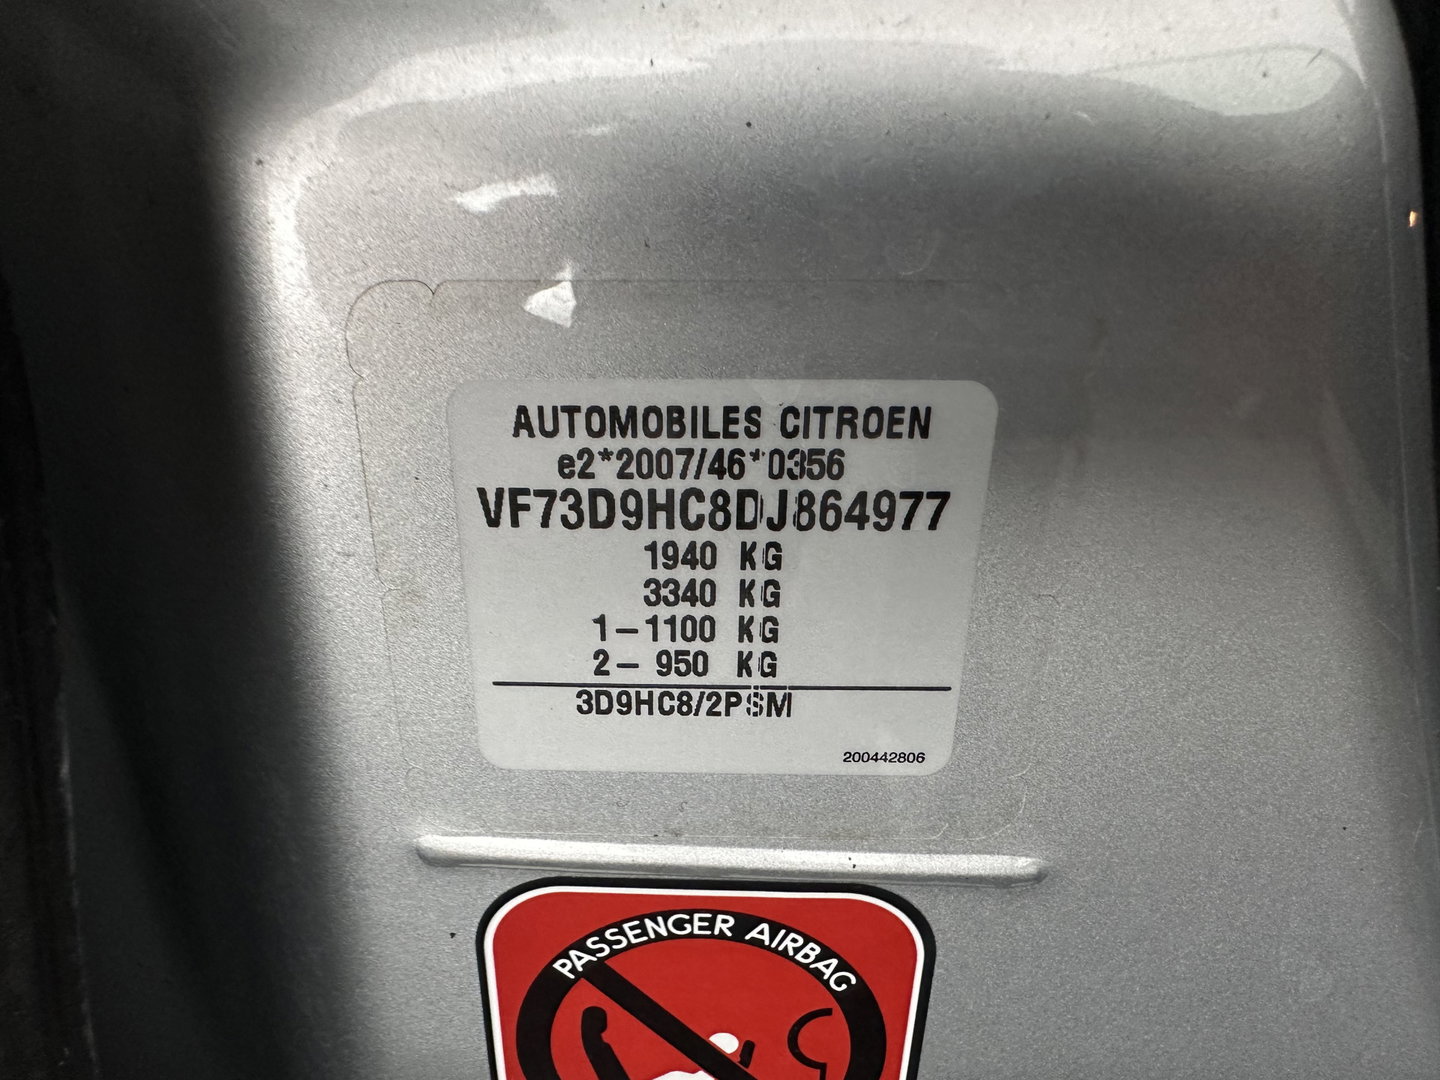 AUTOMOBILES CITROEN
e2*2007/46*0356
VF73D9HC8DJ864977
1940 KG
3340 KG
1-1100 KG
2- 950 KG
3D9HC8/2PSM
200442806
PASSENGER AIRBAG